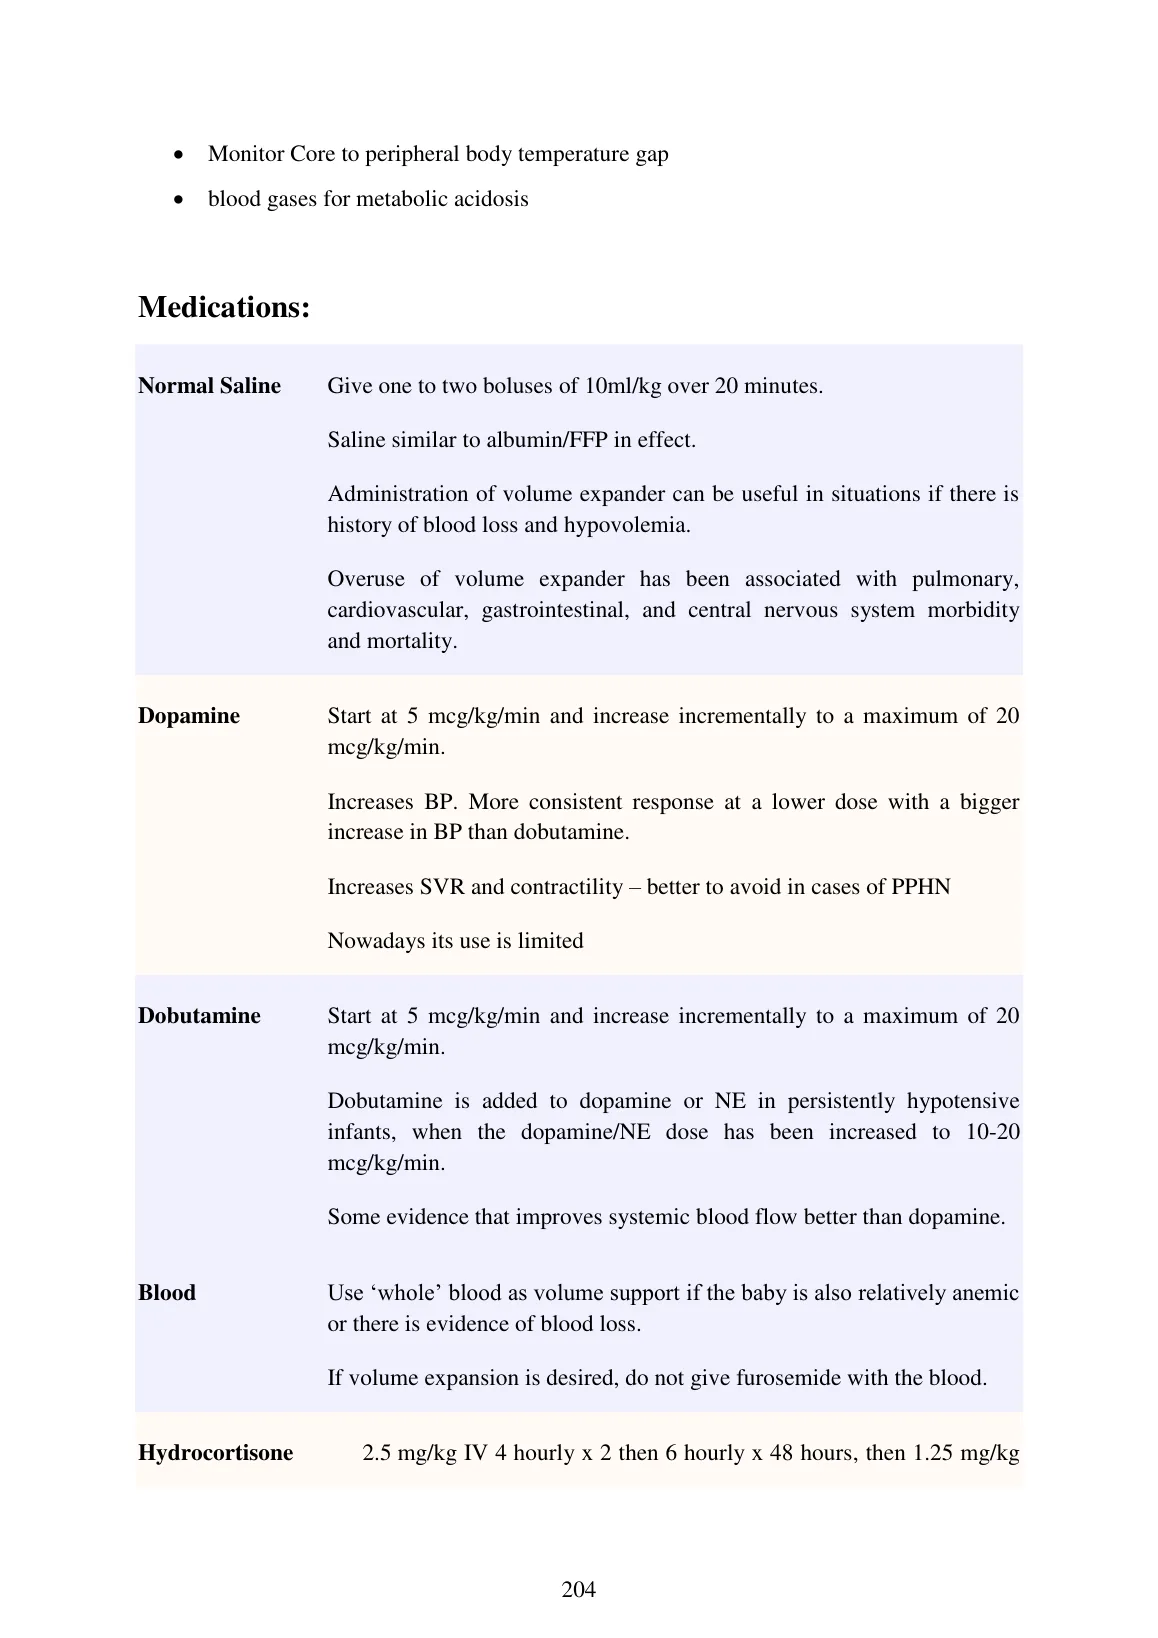 • Monitor Core to peripheral body temperature gap
• blood gases for metabolic acidosis
Medications:
Normal Saline Give one to two boluses of 10ml/kg over 20 minutes.
Saline similar to albumin/FFP in effect.
Administration of volume expander can be useful in situations if there is
history of blood loss and hypovolemia.
Overuse of volume expander has been associated with pulmonary,
cardiovascular, gastrointestinal, and central nervous system morbidity
and mortality.
Dopamine Start at 5 mcg/kg/min and increase incrementally to a maximum of 20
mcg/kg/min.
Increases BP. More consistent response at a lower dose with a bigger
increase in BP than dobutamine.
Increases SVR and contractility – better to avoid in cases of PPHN
Nowadays its use is limited
Dobutamine Start at 5 mcg/kg/min and increase incrementally to a maximum of 20
mcg/kg/min.
Dobutamine is added to dopamine or NE in persistently hypotensive
infants, when the dopamine/NE dose has been increased to 10-20
mcg/kg/min.
Some evidence that improves systemic blood flow better than dopamine.
Blood Use ‘whole’ blood as volume support if the baby is also relatively anemic
or there is evidence of blood loss.
If volume expansion is desired, do not give furosemide with the blood.
Hydrocortisone 2.5 mg/kg IV 4 hourly x 2 then 6 hourly x 48 hours, then 1.25 mg/kg
204